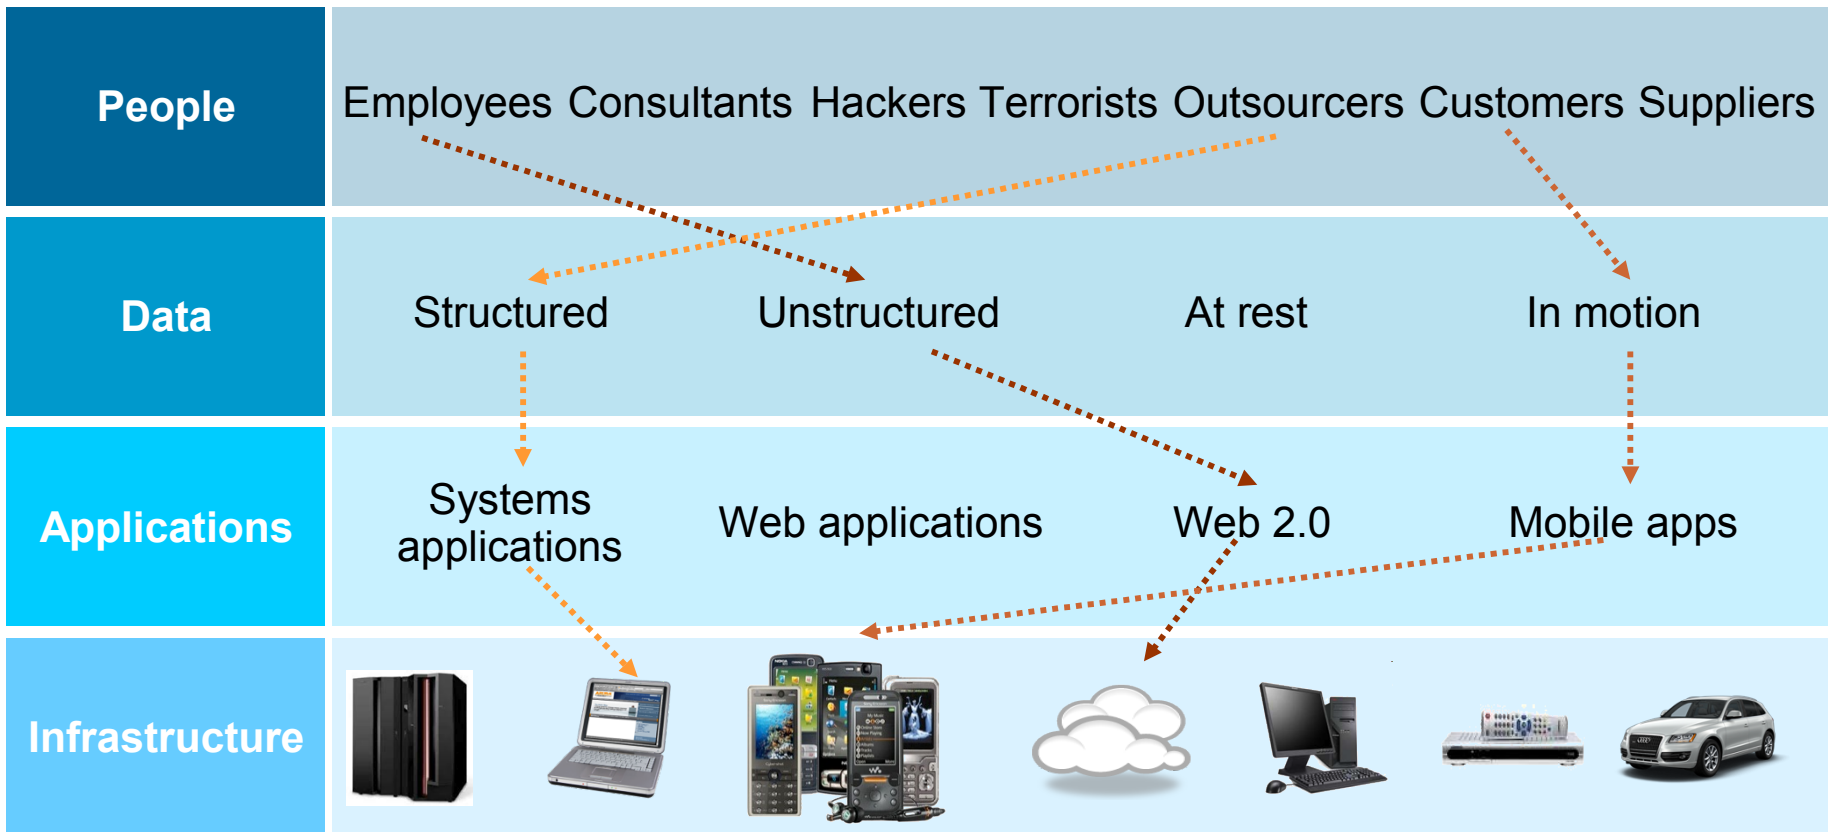 People
Employees Consultants Hackers Terrorists Outsourcers Customers Suppliers
Data
Structured Unstructured At rest In motion
Applications
Systems
applications
Web applications
Web 2.0
Mobile apps
Infrastructure